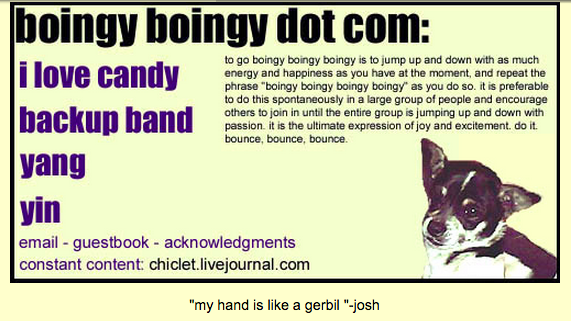 boingy boingy dot com:
i love candy
backup band
yang
yin
to go boingy boingy boingy is to jump up and down with as much
energy and happiness as you have at the moment, and repeat the
phrase "boingy boingy boingy boingy" as you do so. it is preferable
to do this spontaneously in a large group of people and encourage
others to join in until the entire group is jumping up and down with
passion. it is the ultimate expression of joy and excitement. do it.
bounce, bounce, bounce.
email - guestbook - acknowledgments
constant content: chiclet.livejournal.com
"my hand is like a gerbil "-josh